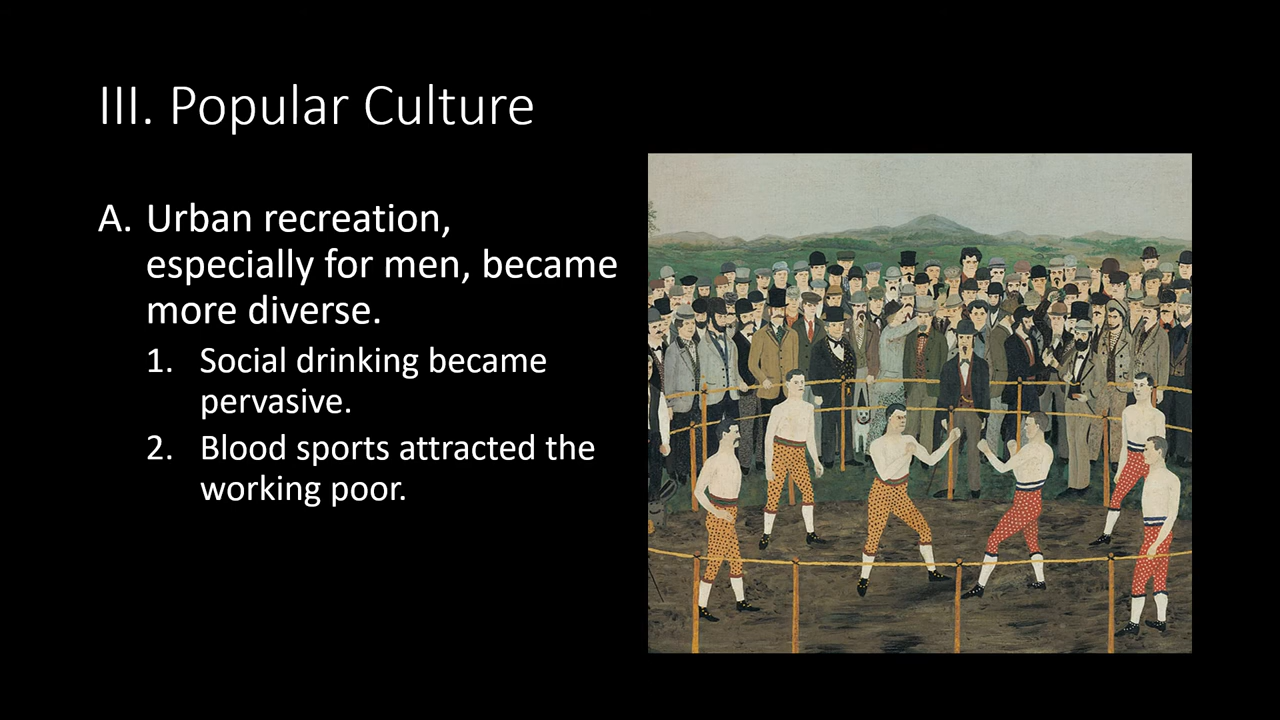 III. Popular Culture
A. Urban recreation,
especially for men, became
more diverse.
1. Social drinking became
pervasive.
2. Blood sports attracted the
working poor.